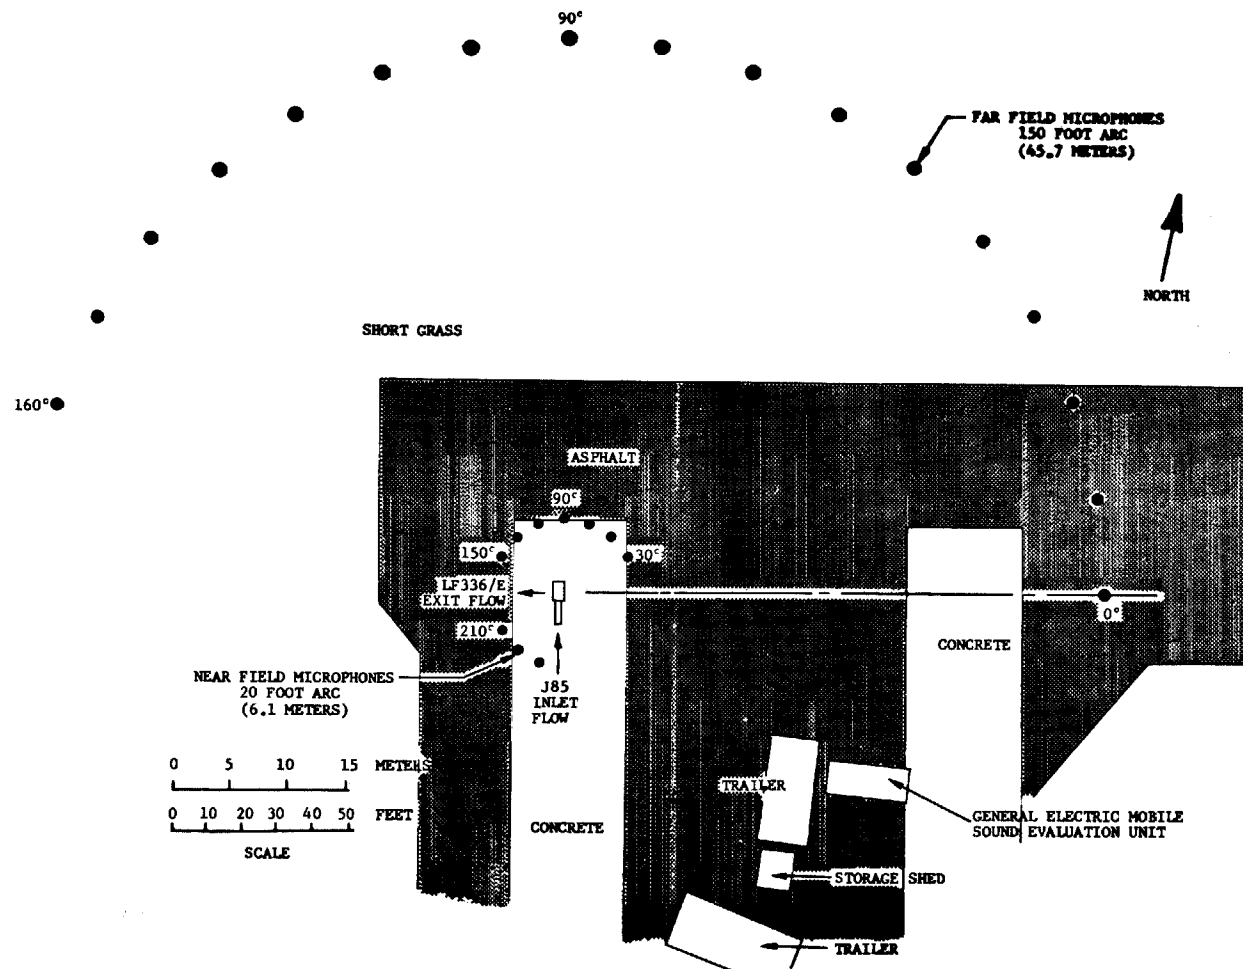 90°
FAR FIELD MICROPHONES
150 FOOT ARC
(45.7 METERS)
NORTH
SHORT GRASS
160°
ASPHALT
90°
150°
30°
LF336/E
EXIT FLOW
0°
210°
CONCRETE
NEAR FIELD MICROPHONES
20 FOOT ARC
(6.1 METERS)
J85
INLET
FLOW
0 5 10 15 METERS
TRAILER
0 10 20 30 40 50 FEET
GENERAL ELECTRIC MOBILE
SOUND EVALUATION UNIT
CONCRETE
SCALE
STORAGE SHED
TRAILER